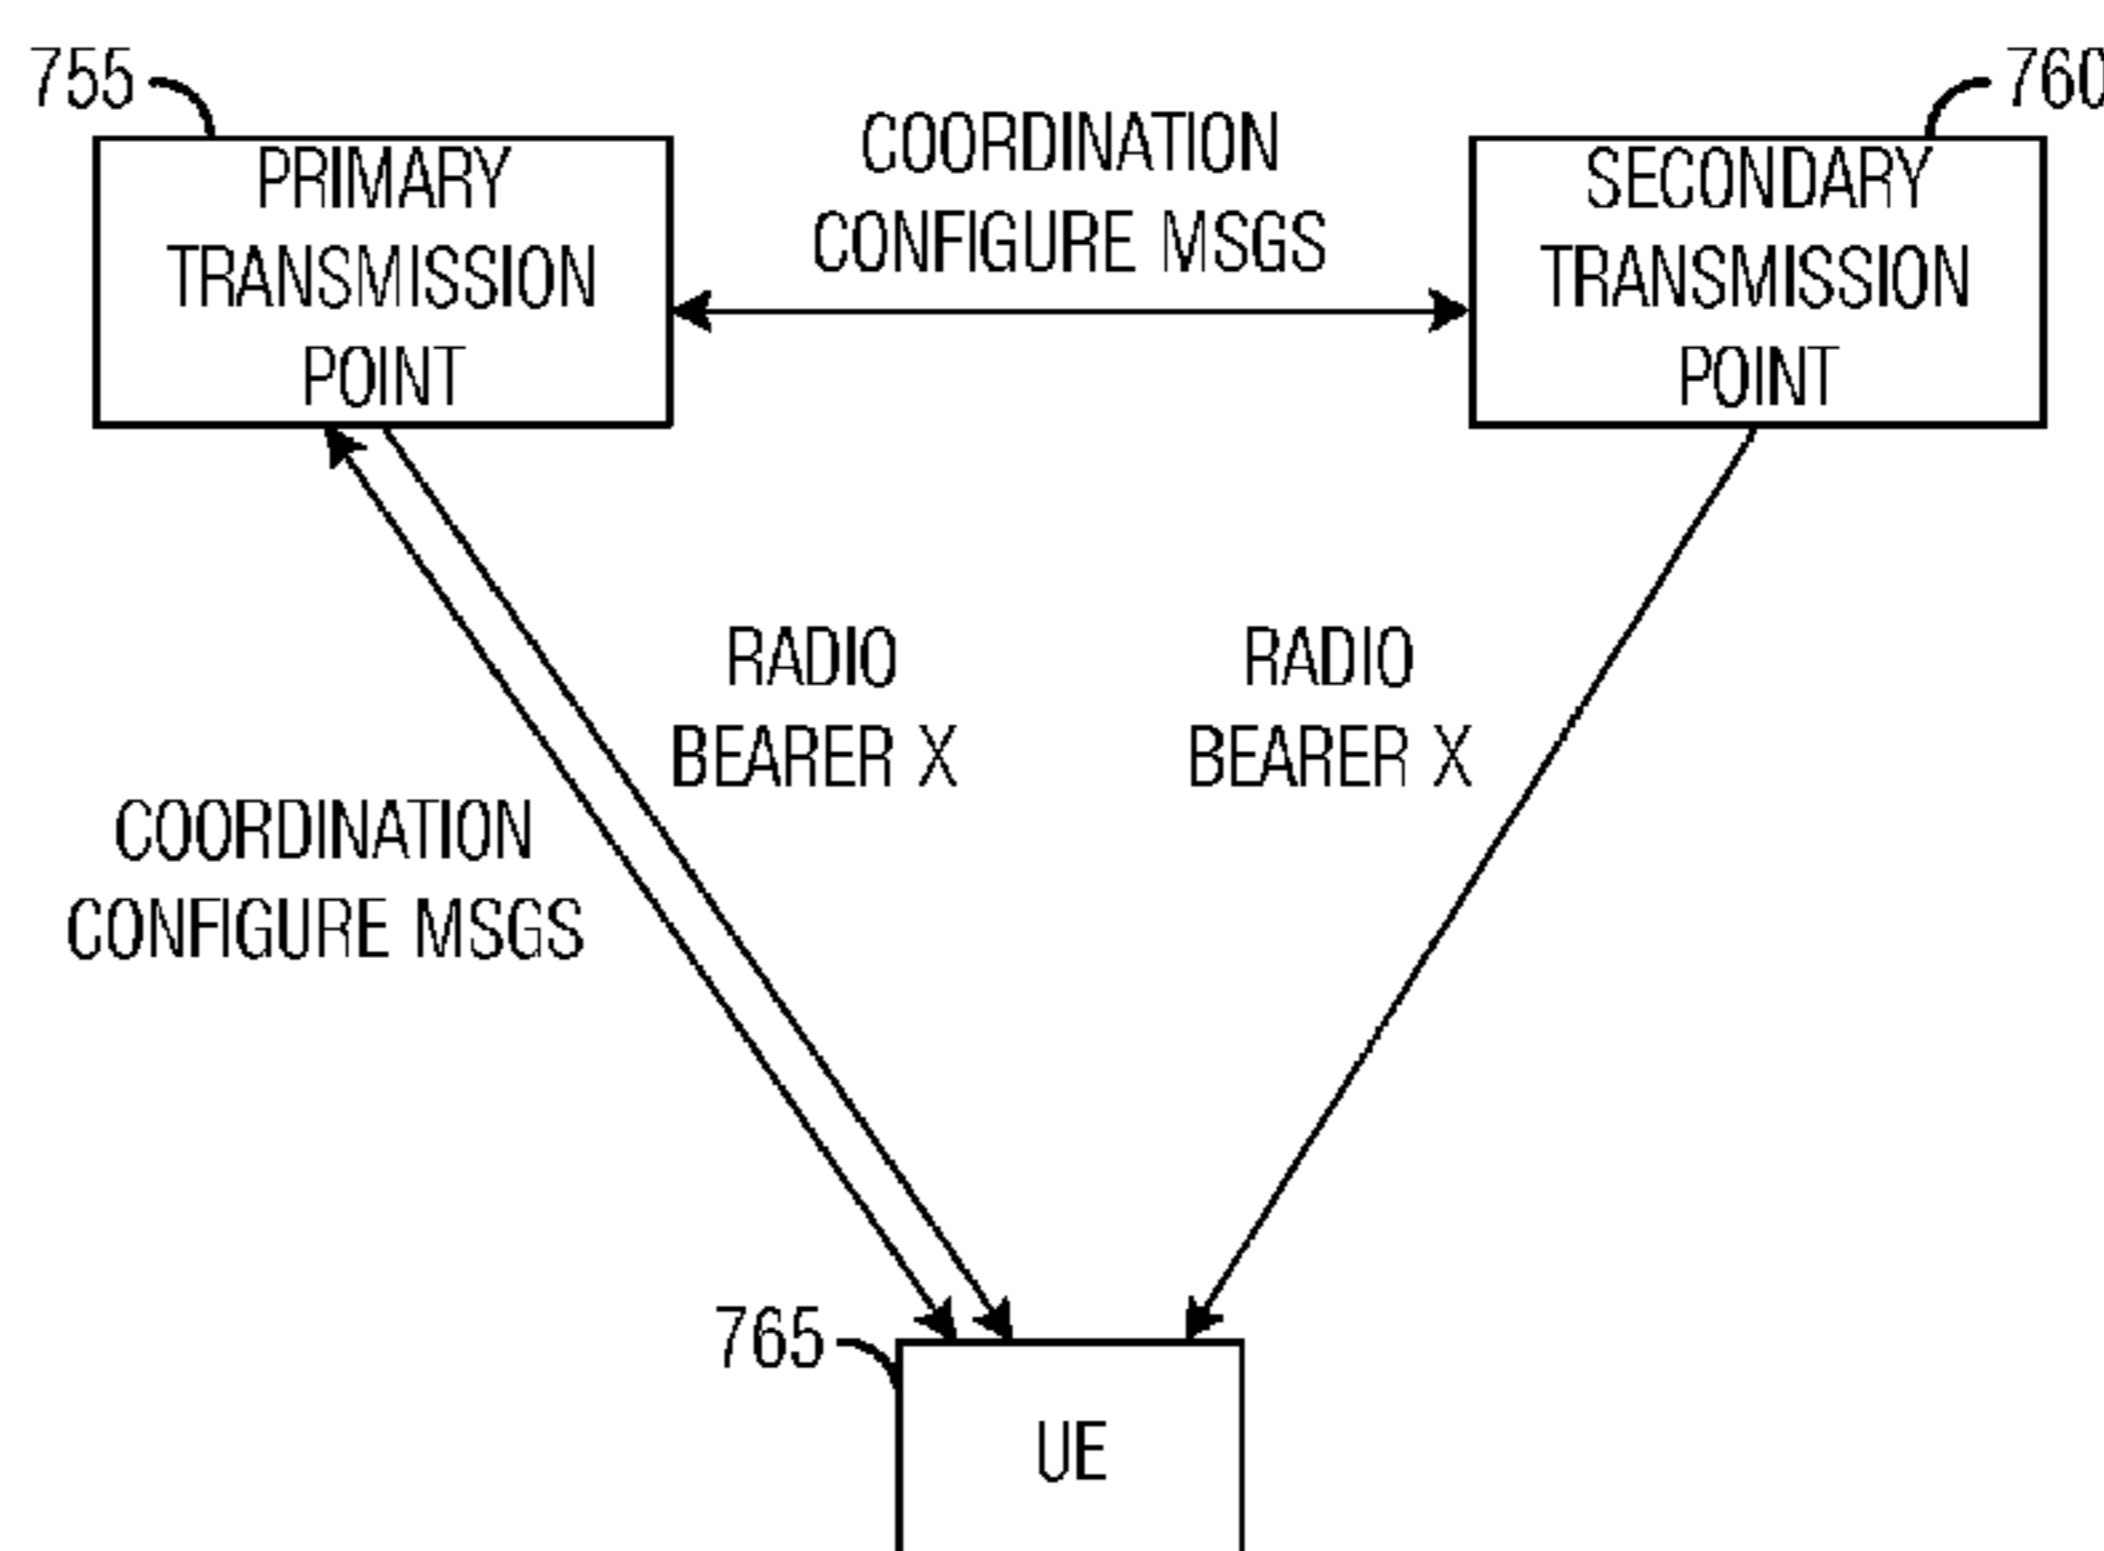 755
760
PRIMARY
TRANSMISSION
POINT
COORDINATION
CONFIGURE MSGS
SECONDARY
TRANSMISSION
POINT
RADIO
BEARER X
RADIO
BEARER X
COORDINATION
CONFIGURE MSGS
765
UE